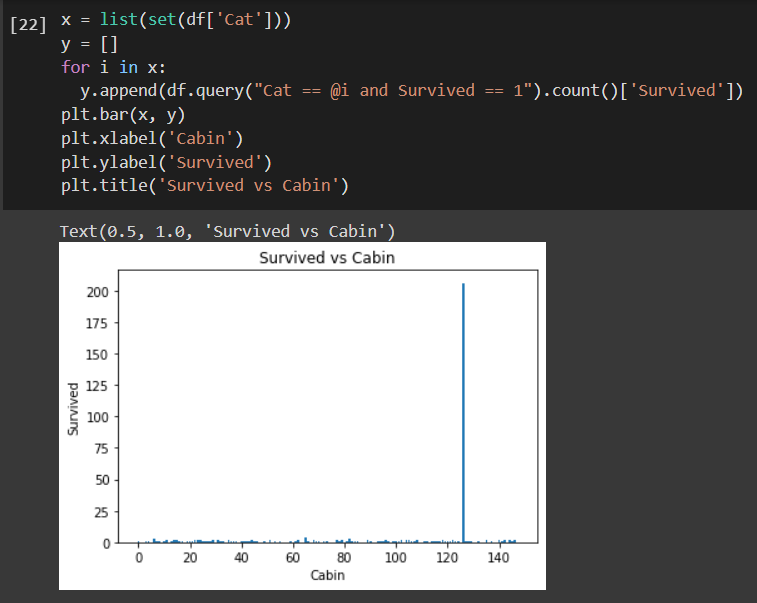 [22] x = list(set(df['Cat']))
y = []
for i in x:
  y.append(df.query("Cat == @i and Survived == 1").count()['Survived'])
plt.bar(x, y)
plt.xlabel('Cabin')
plt.ylabel('Survived')
plt.title('Survived vs Cabin')
Text(0.5, 1.0, 'Survived vs Cabin')
Survived vs Cabin
200
175
150
125
100
75
50
25
0
Survived
0 20 40 60 80 100 120 140
Cabin